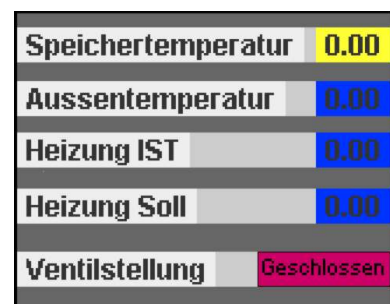 Speichertemperatur 0.00
Aussentemperatur 0.00
Heizung IST 0.00
Heizung Soll 0.00
Ventilstellung Geschlossen